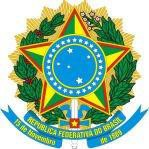 REPÚBLICA FEDERATIVA DO BRASIL
15 de Novembro
de 1889